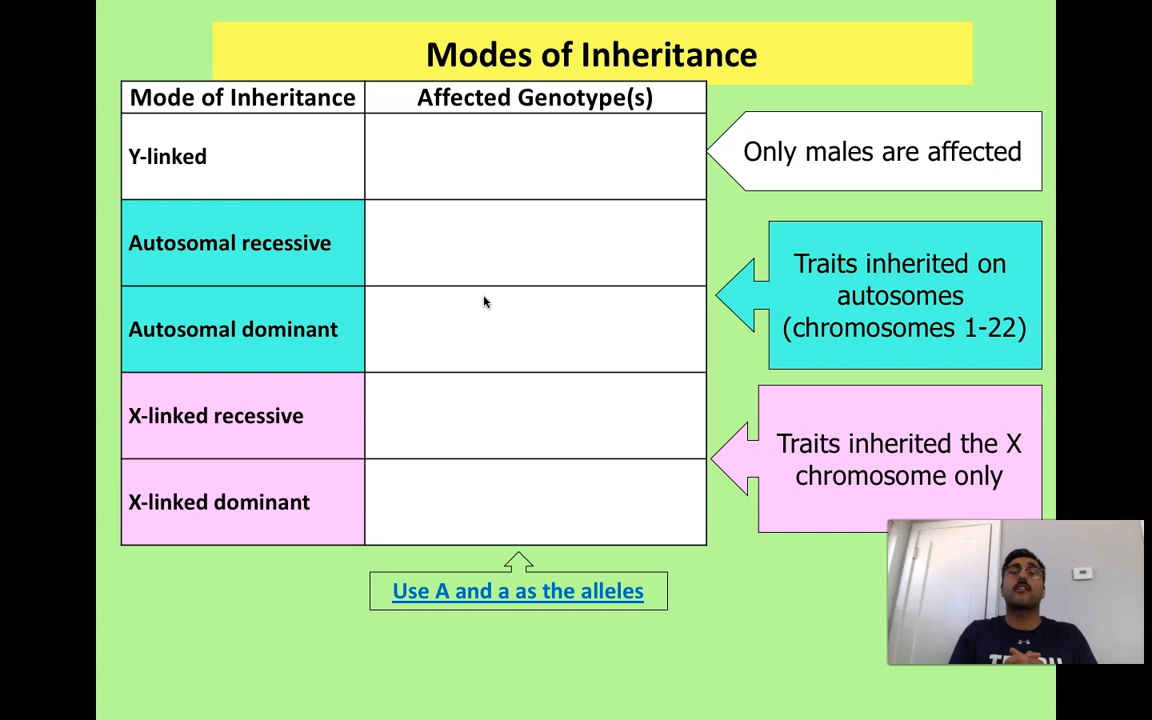 Modes of Inheritance
Mode of Inheritance
Affected Genotype(s)
Y-linked
Only males are affected
Autosomal recessive
Autosomal dominant
Traits inherited on
autosomes
(chromosomes 1-22)
X-linked recessive
X-linked dominant
Traits inherited the X
chromosome only
Use A and a as the alleles